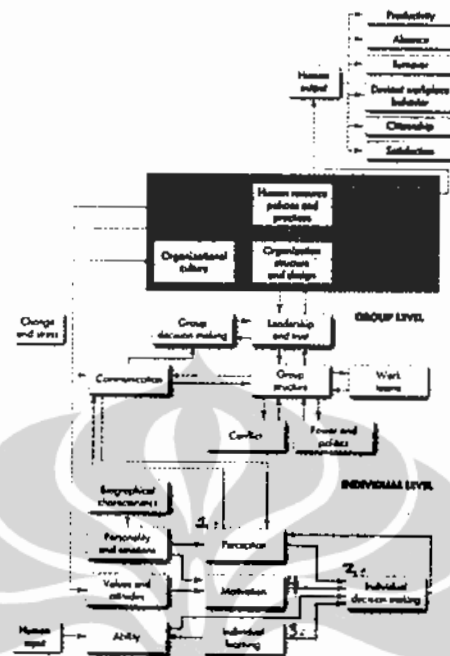 Productivity
Absence
Turnover
Human
output
Deviant workplace
behavior
Citizenship
Satisfaction
Human resource
policies and
practices
Organizational
culture
Organization
structure
and design
GROUP LEVEL
Change
and stress
Group
decision making
Leadership
and trust
Communication
Group
structure
Work
teams
Conflict
Power and
politics
INDIVIDUAL LEVEL
Biographical
characteristics
Personality
and emotions
Perception
Values and
attitudes
Motivation
Individual
decision making
Human
input
Ability
Individual
learning